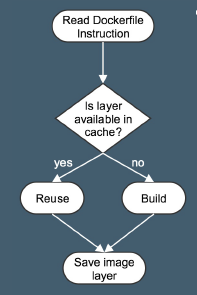 Read Dockerfile
Instruction
Is layer
available in
cache?
yes
no
Reuse
Build
Save image
layer